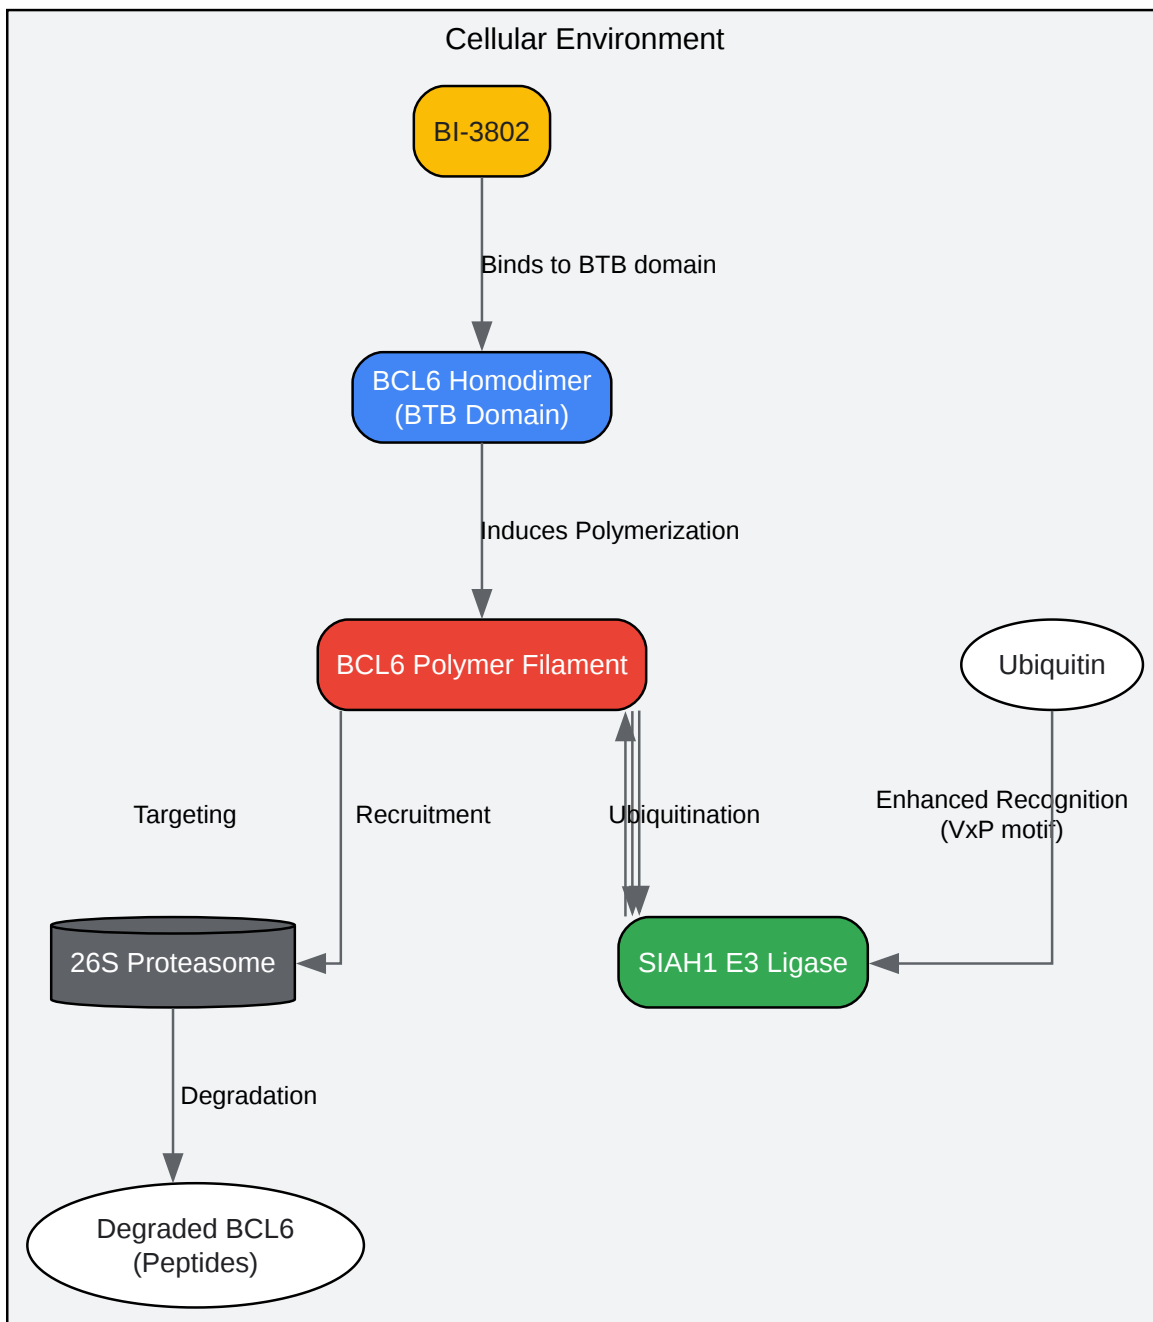 Cellular Environment
BI-3802
Binds to BTB domain
BCL6 Homodimer
(BTB Domain)
Induces Polymerization
BCL6 Polymer Filament
Ubiquitin
Targeting
Recruitment
Ubiquitination
Enhanced Recognition
(VxP motif)
26S Proteasome
SIAH1 E3 Ligase
Degradation
Degraded BCL6
(Peptides)